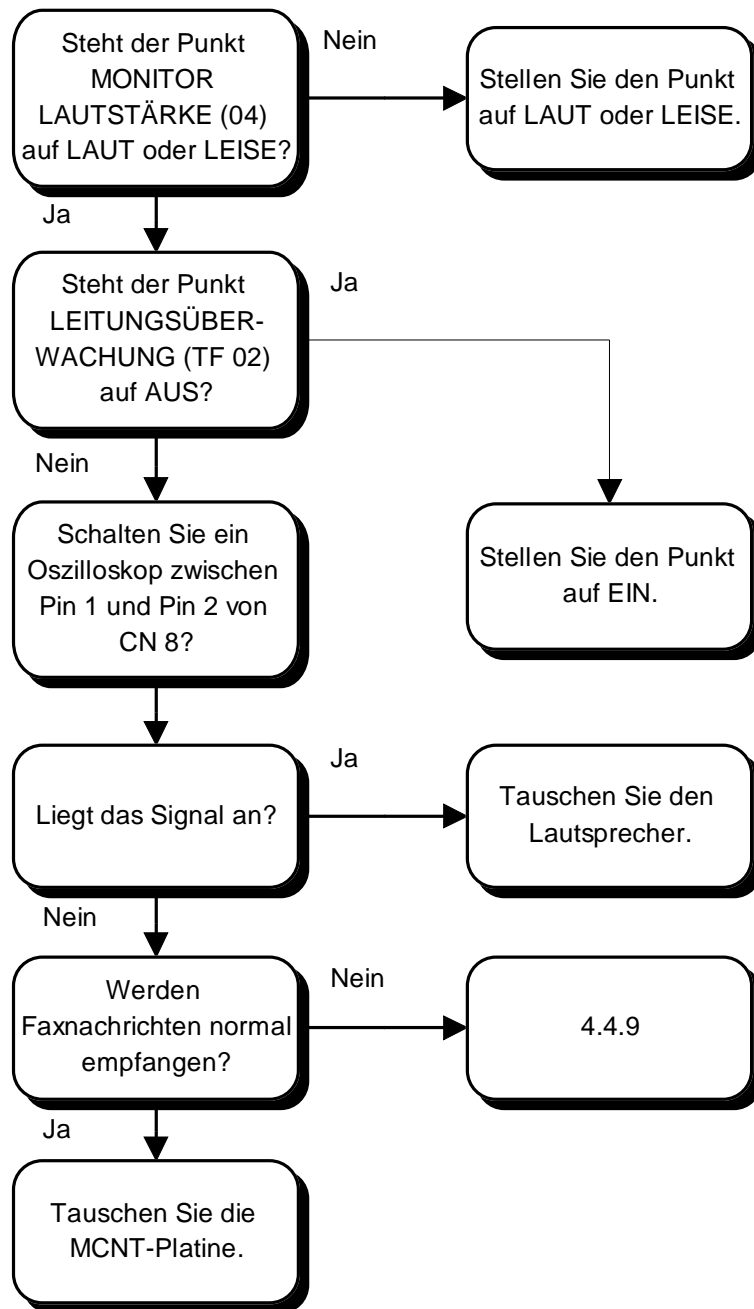 Steht der Punkt
MONITOR
LAUTSTÄRKE (04)
auf LAUT oder LEISE?
Nein
Stellen Sie den Punkt
auf LAUT oder LEISE.
Ja
Steht der Punkt
LEITUNGSÜBER-
WACHUNG (TF 02)
auf AUS?
Ja
Nein
Schalten Sie ein
Oszilloskop zwischen
Pin 1 und Pin 2 von
CN 8?
Stellen Sie den Punkt
auf EIN.
Liegt das Signal an?
Ja
Tauschen Sie den
Lautsprecher.
Nein
Werden
Faxnachrichten normal
empfangen?
Nein
4.4.9
Ja
Tauschen Sie die
MCNT-Platine.